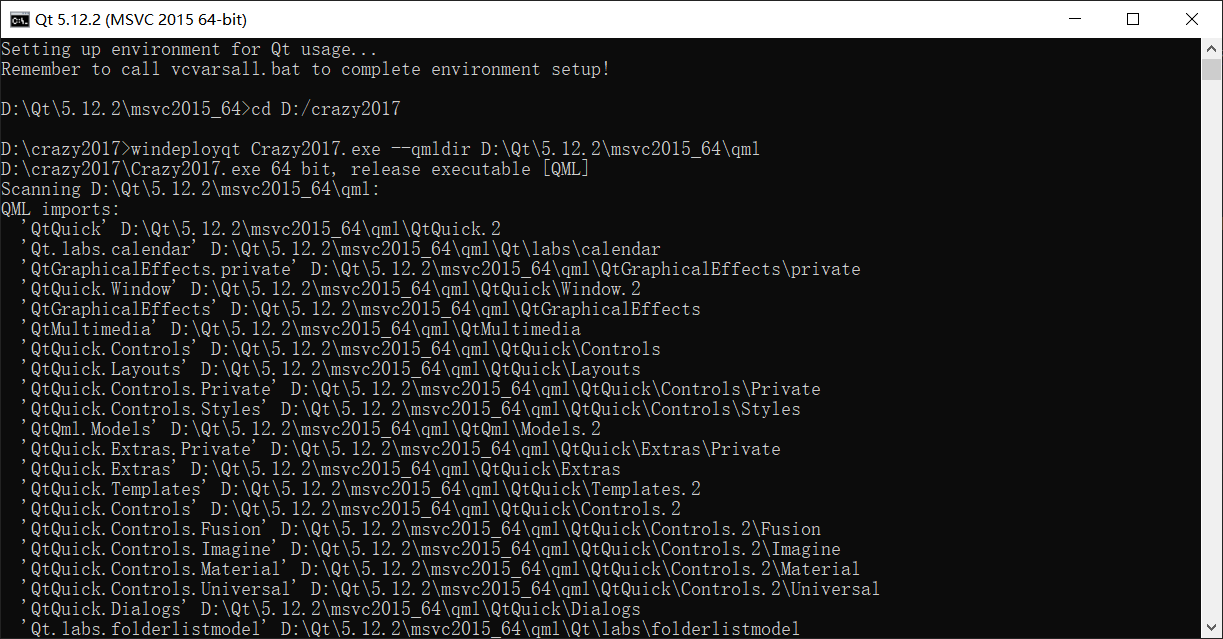 Qt 5.12.2 (MSVC 2015 64-bit)
Setting up environment for Qt usage...
Remember to call vcvarsall.bat to complete environment setup!
D:\Qt\5.12.2\msvc2015_64>cd D:/crazy2017
D:\crazy2017>windeployqt Crazy2017.exe --qmldir D:\Qt\5.12.2\msvc2015_64\qml
D:\crazy2017\Crazy2017.exe 64 bit, release executable [QML]
Scanning D:\Qt\5.12.2\msvc2015_64\qml:
QML imports:
  'QtQuick' D:\Qt\5.12.2\msvc2015_64\qml\QtQuick.2
  'Qt.labs.calendar' D:\Qt\5.12.2\msvc2015_64\qml\Qt\labs\calendar
  'QtGraphicalEffects.private' D:\Qt\5.12.2\msvc2015_64\qml\QtGraphicalEffects\private
  'QtQuick.Window' D:\Qt\5.12.2\msvc2015_64\qml\QtQuick\Window.2
  'QtGraphicalEffects' D:\Qt\5.12.2\msvc2015_64\qml\QtGraphicalEffects
  'QtMultimedia' D:\Qt\5.12.2\msvc2015_64\qml\QtMultimedia
  'QtQuick.Controls' D:\Qt\5.12.2\msvc2015_64\qml\QtQuick\Controls
  'QtQuick.Layouts' D:\Qt\5.12.2\msvc2015_64\qml\QtQuick\Layouts
  'QtQuick.Controls.Private' D:\Qt\5.12.2\msvc2015_64\qml\QtQuick\Controls\Private
  'QtQuick.Controls.Styles' D:\Qt\5.12.2\msvc2015_64\qml\QtQuick\Controls\Styles
  'QtQml.Models' D:\Qt\5.12.2\msvc2015_64\qml\QtQml\Models.2
  'QtQuick.Extras.Private' D:\Qt\5.12.2\msvc2015_64\qml\QtQuick\Extras\Private
  'QtQuick.Extras' D:\Qt\5.12.2\msvc2015_64\qml\QtQuick\Extras
  'QtQuick.Templates' D:\Qt\5.12.2\msvc2015_64\qml\QtQuick\Templates.2
  'QtQuick.Controls' D:\Qt\5.12.2\msvc2015_64\qml\QtQuick\Controls.2
  'QtQuick.Controls.Fusion' D:\Qt\5.12.2\msvc2015_64\qml\QtQuick\Controls.2\Fusion
  'QtQuick.Controls.Imagine' D:\Qt\5.12.2\msvc2015_64\qml\QtQuick\Controls.2\Imagine
  'QtQuick.Controls.Material' D:\Qt\5.12.2\msvc2015_64\qml\QtQuick\Controls.2\Material
  'QtQuick.Controls.Universal' D:\Qt\5.12.2\msvc2015_64\qml\QtQuick\Controls.2\Universal
  'QtQuick.Dialogs' D:\Qt\5.12.2\msvc2015_64\qml\QtQuick\Dialogs
  'Qt.labs.folderlistmodel' D:\Qt\5.12.2\msvc2015_64\qml\Qt\labs\folderlistmodel